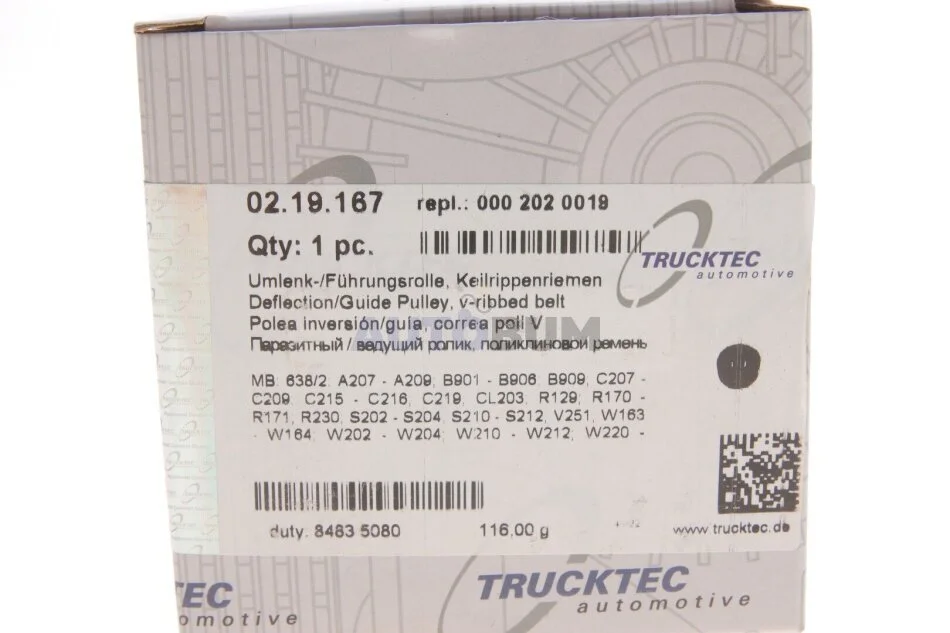 02.19.167 repl.: 000 202 0019
Qty: 1 pc.
TRUCKTEC
automotive
Umlenk-/Führungsrolle, Keilrippenriemen
Deflection/Guide Pulley, v-ribbed belt
Polea inversión/guía, correa poli V
Паразитный / ведущий ролик, поликлиновой ремень
AUTOBUM
MB: 638/2; A207 - A209; B901 - B906; B909; C207 -
C209; C215 - C216; C219; CL203; R129; R170 -
R171; R230; S202 - S204; S210 - S212; V251; W163
- W164; W202 - W204; W210 - W212; W220 -
duty. 8483 5080 116,00 g
www.trucktec.de
TEC
omotive
TRUCKTEC
automotive